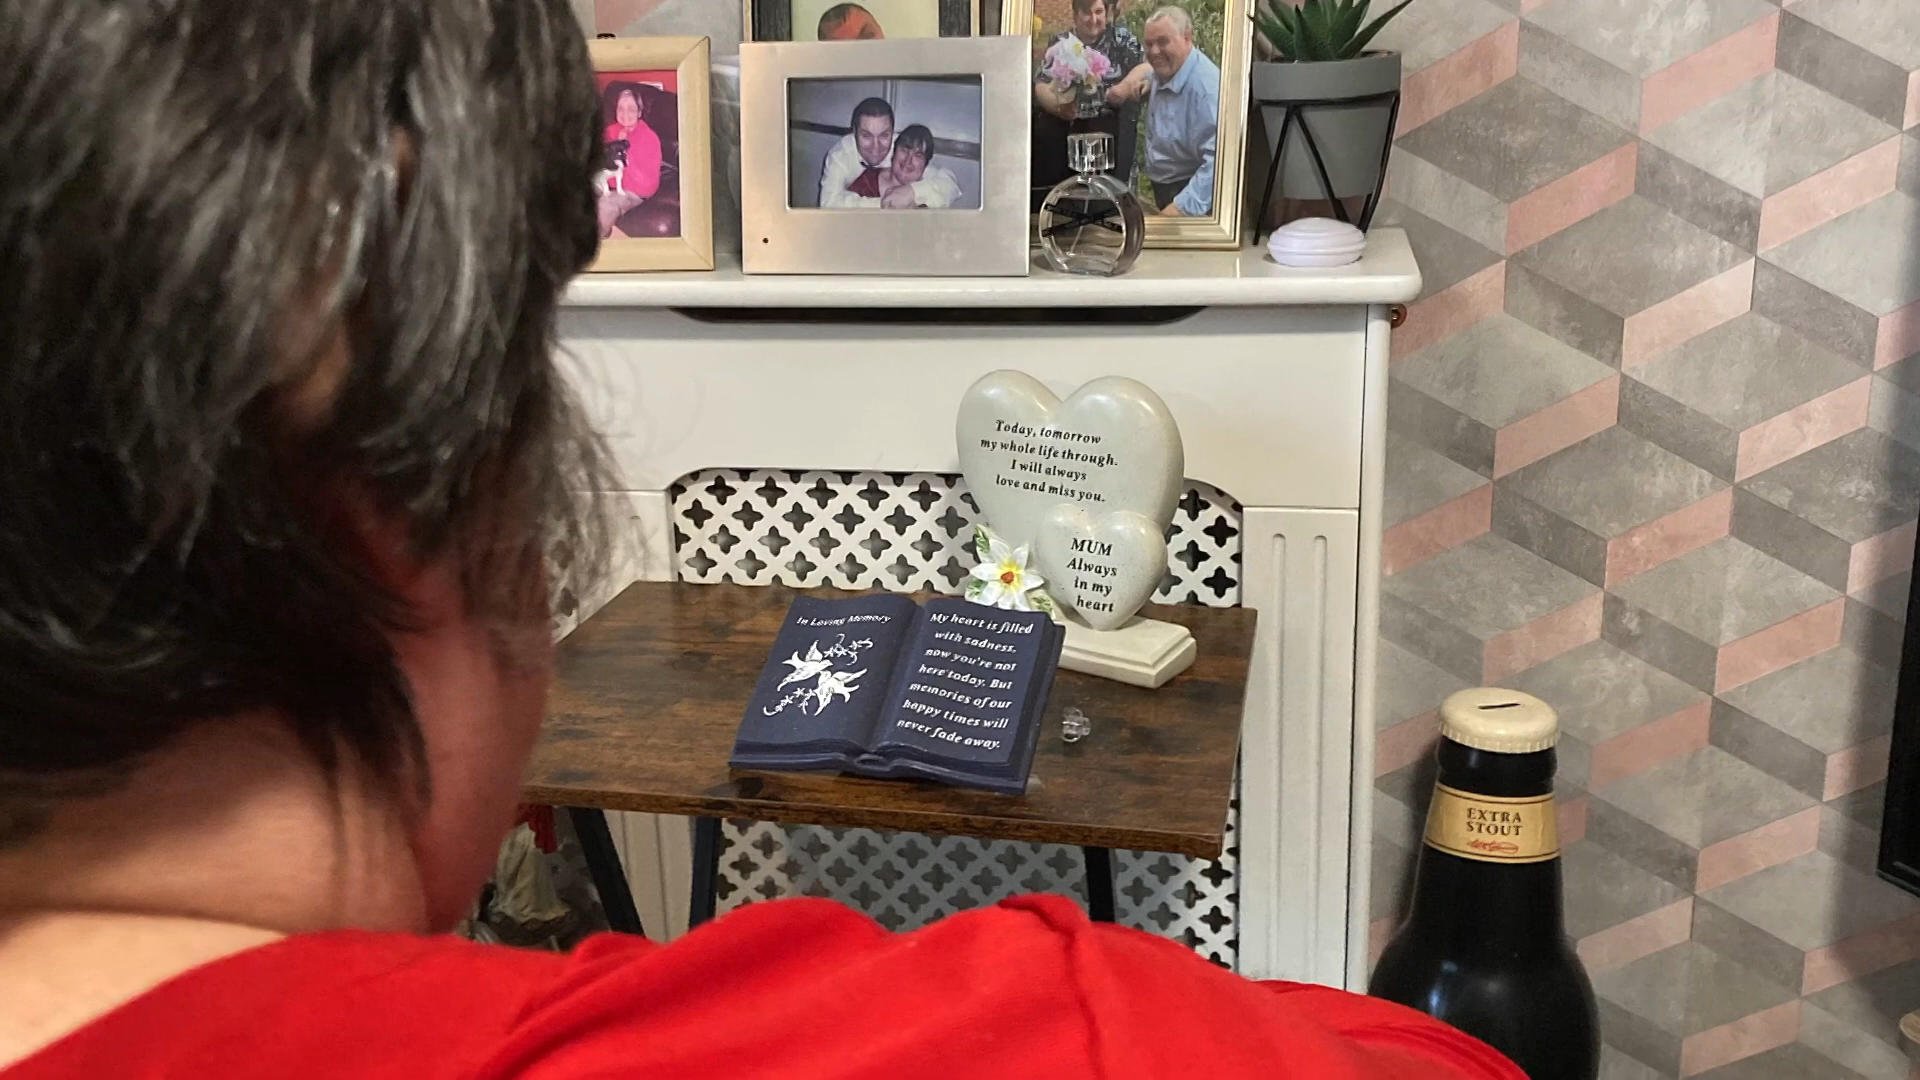 Today, tomorrow
my whole life through.
I will always
love and miss you.
MUM
Always
in my
heart
In Loving Memory
My heart is filled
with sadness,
now you're not
here today. But
memories of our
happy times will
never fade away.
EXTRA
STOUT